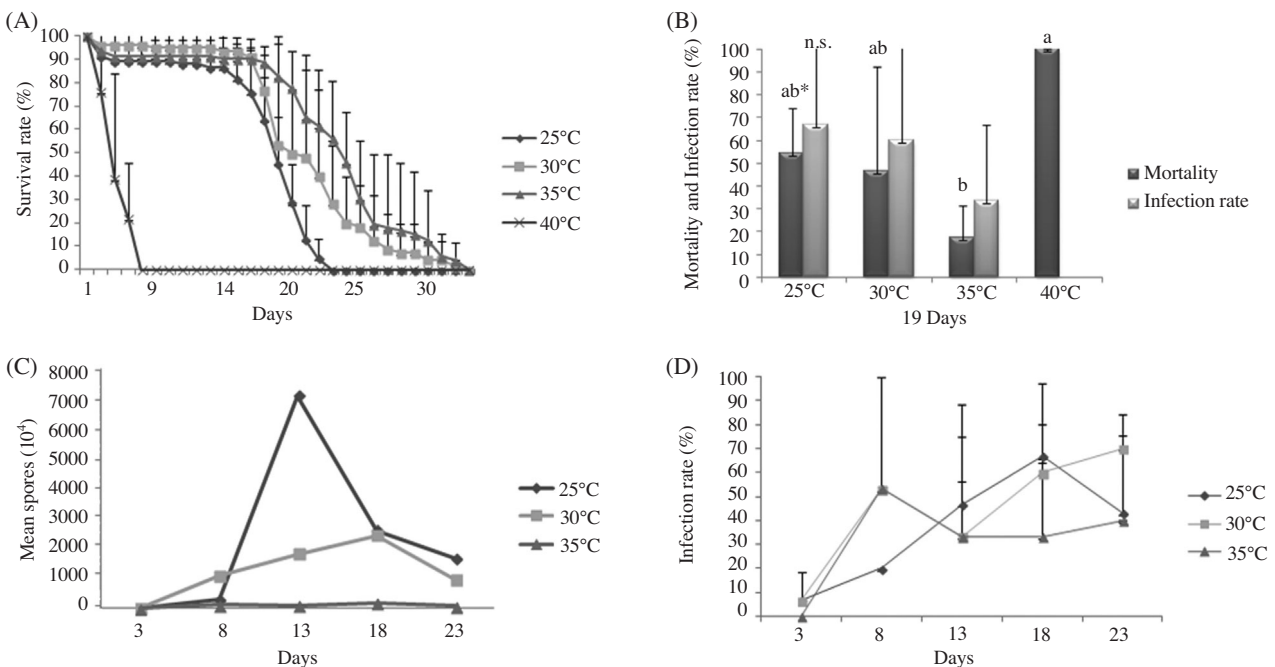 (A)
Survival rate (%)
100
90
80
70
60
50
40
30
20
10
0
1 9 14 20 25 30
Days
25°C
30°C
35°C
40°C
(B)
Mortality and Infection rate (%)
100
90
80
70
60
50
40
30
20
10
0
ab*
n.s.
ab
b
a
25°C 30°C 35°C 40°C
19 Days
Mortality
Infection rate
(C)
Mean spores (10⁴)
8000
7000
6000
5000
4000
3000
2000
1000
0
3 8 13 18 23
Days
25°C
30°C
35°C
(D)
Infection rate (%)
100
90
80
70
60
50
40
30
20
10
0
3 8 13 18 23
Days
25°C
30°C
35°C